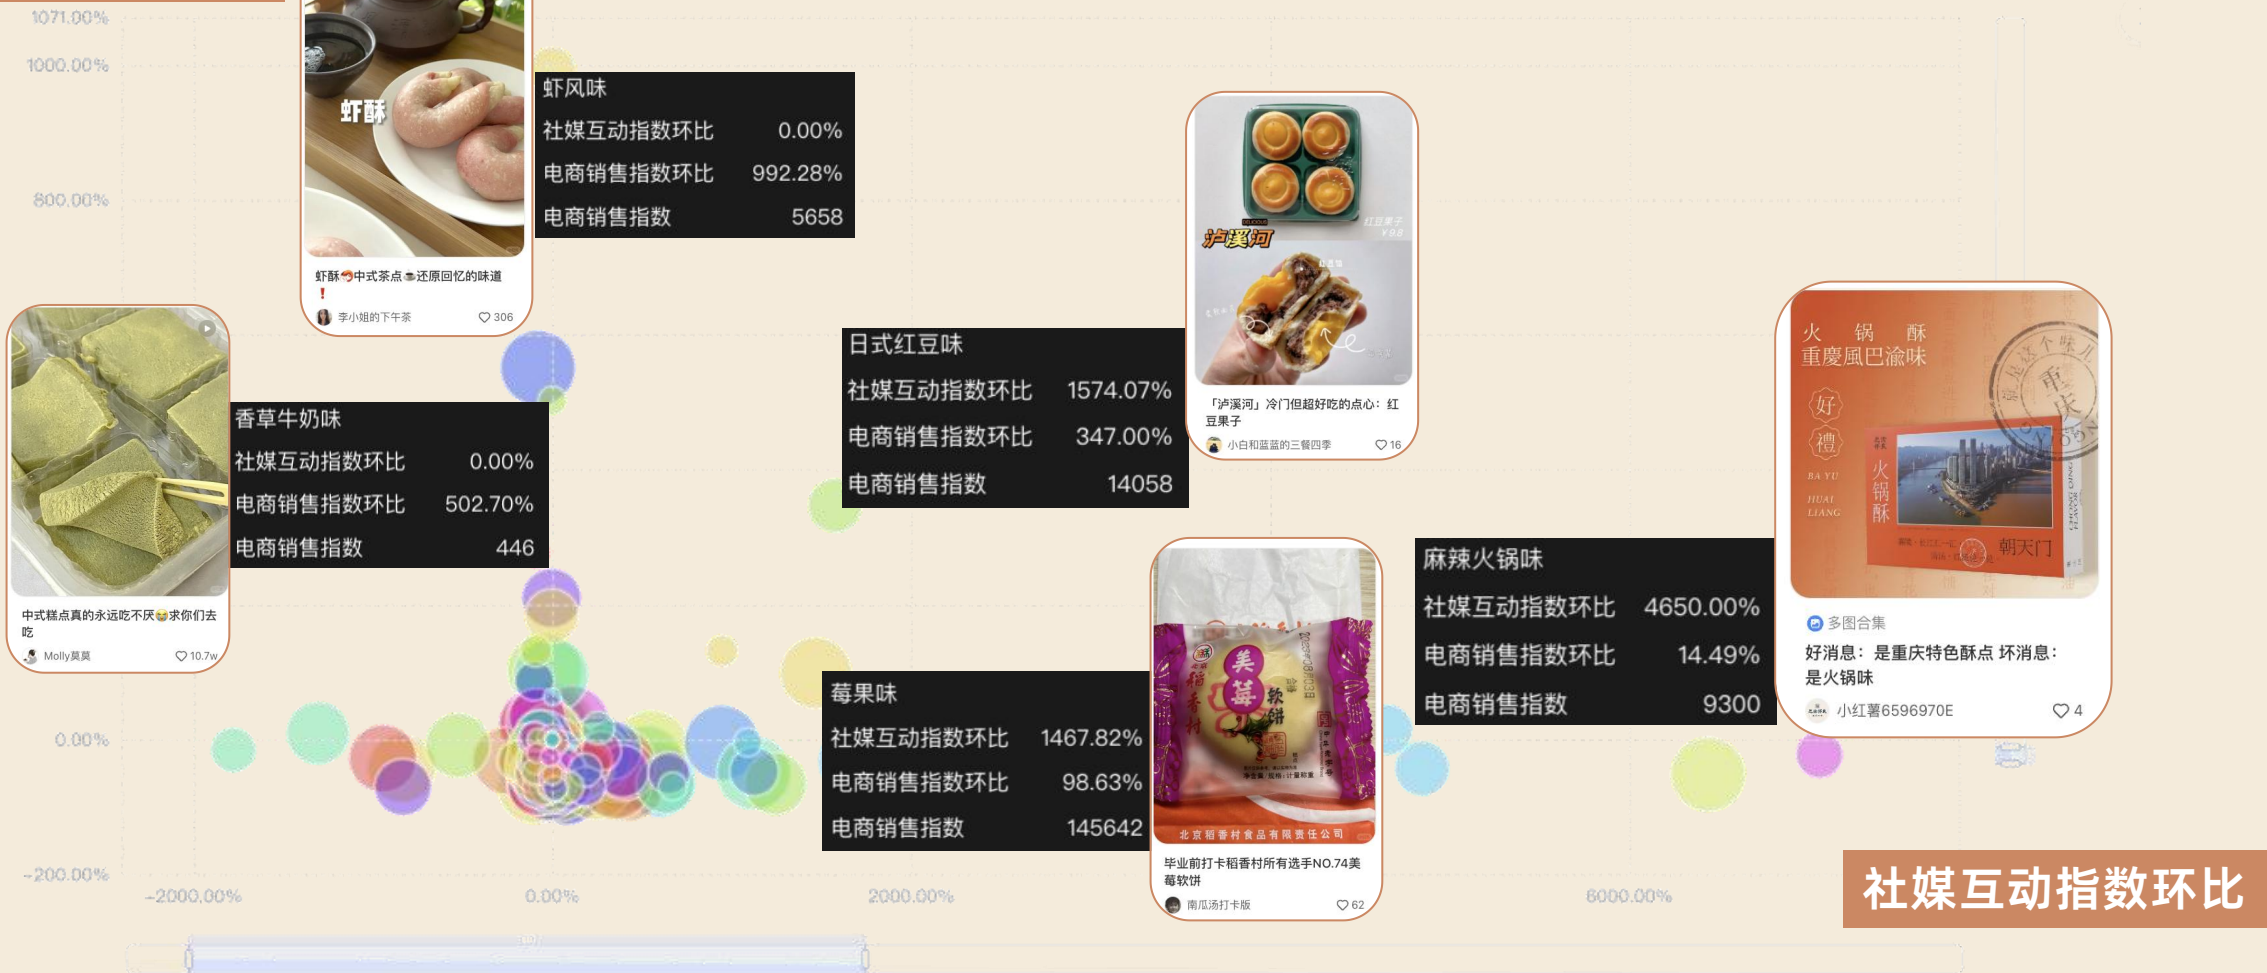 1071.00%
1000.00%
800.00%
0.00%
-200.00%
-2000.00%
0.00%
2000.00%
6000.00%
虾酥
虾酥🦐中式茶点☕还原回忆的味道
❗
李小姐的下午茶 306
虾风味
社媒互动指数环比 0.00%
电商销售指数环比 992.28%
电商销售指数 5658
中式糕点真的永远吃不厌😭求你们去
吃
Molly莫莫 10.7w
香草牛奶味
社媒互动指数环比 0.00%
电商销售指数环比 502.70%
电商销售指数 446
日式红豆味
社媒互动指数环比 1574.07%
电商销售指数环比 347.00%
电商销售指数 14058
红豆果子
¥98
泸溪河
「泸溪河」冷门但超好吃的点心：红
豆果子
小白和蓝蓝的三餐四季 16
莓果味
社媒互动指数环比 1467.82%
电商销售指数环比 98.63%
电商销售指数 145642
美莓
软饼
稻香村
北京稻香村食品有限责任公司
毕业前打卡稻香村所有选手NO.74美
莓软饼
南瓜汤打卡版 62
麻辣火锅味
社媒互动指数环比 4650.00%
电商销售指数环比 14.49%
电商销售指数 9300
火锅酥
重慶風巴渝味
好禮
BA YU
HUAI
LIANG
重庆
火锅酥
朝天门
多图合集
好消息：是重庆特色酥点 坏消息：
是火锅味
小红薯6596970E 4
社媒互动指数环比